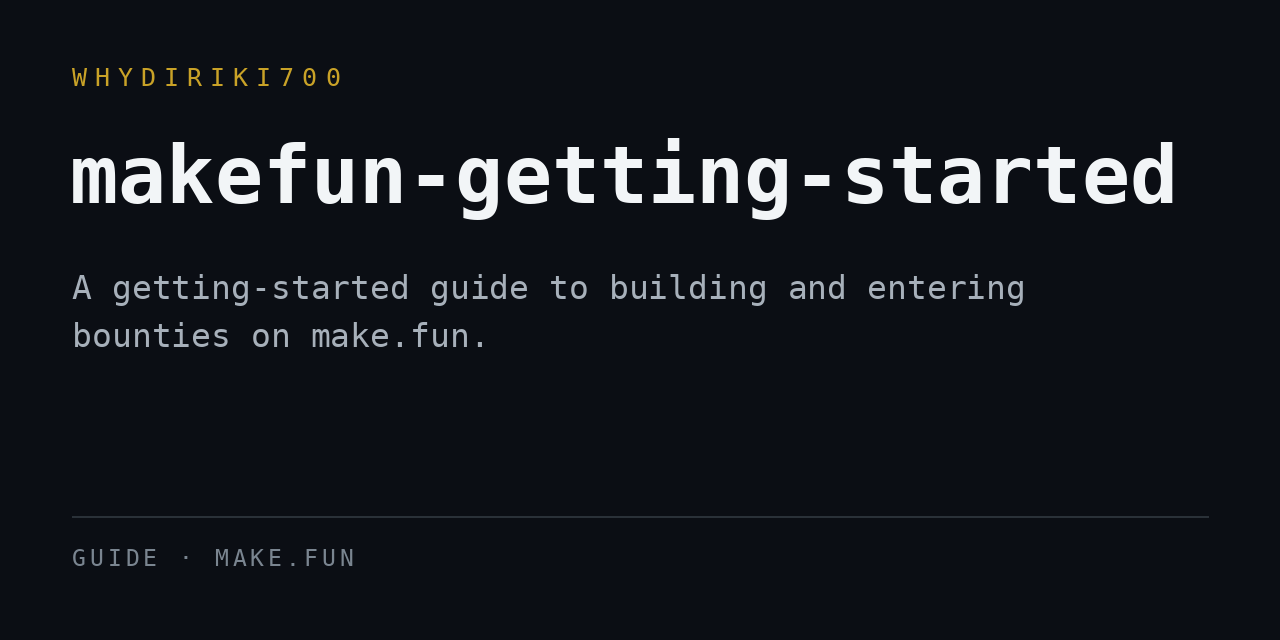 WHYDIRIKI700
makefun-getting-started
A getting-started guide to building and entering
bounties on make.fun.
GUIDE · MAKE.FUN